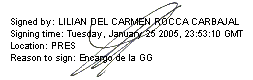 Signed by: LILIAN DEL CARMEN ROCCA CARBAJAL
Signing time: Tuesday, January 25 2005, 23:53:10 GMT
Location: PRES
Reason to sign: Encargo de la GG